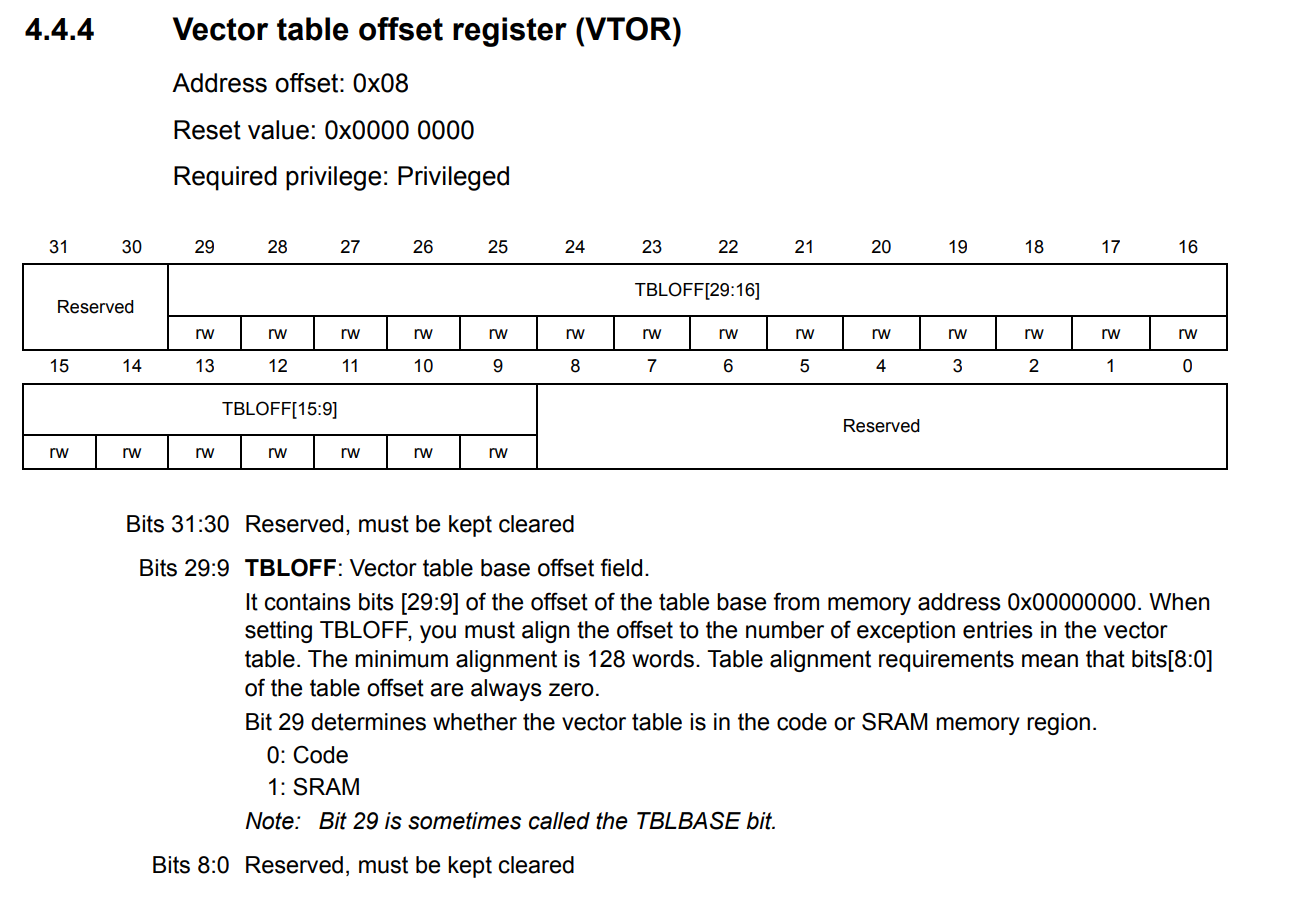 4.4.4 Vector table offset register (VTOR)
Address offset: 0x08
Reset value: 0x0000 0000
Required privilege: Privileged
31 30 29 28 27 26 25 24 23 22 21 20 19 18 17 16
Reserved TBLOFF[29:16]
rw rw rw rw rw rw rw rw rw rw rw rw rw rw
15 14 13 12 11 10 9 8 7 6 5 4 3 2 1 0
TBLOFF[15:9] Reserved
rw rw rw rw rw rw rw
Bits 31:30 Reserved, must be kept cleared
Bits 29:9 TBLOFF: Vector table base offset field.
It contains bits [29:9] of the offset of the table base from memory address 0x00000000. When
setting TBLOFF, you must align the offset to the number of exception entries in the vector
table. The minimum alignment is 128 words. Table alignment requirements mean that bits[8:0]
of the table offset are always zero.
Bit 29 determines whether the vector table is in the code or SRAM memory region.
0: Code
1: SRAM
Note: Bit 29 is sometimes called the TBLBASE bit.
Bits 8:0 Reserved, must be kept cleared